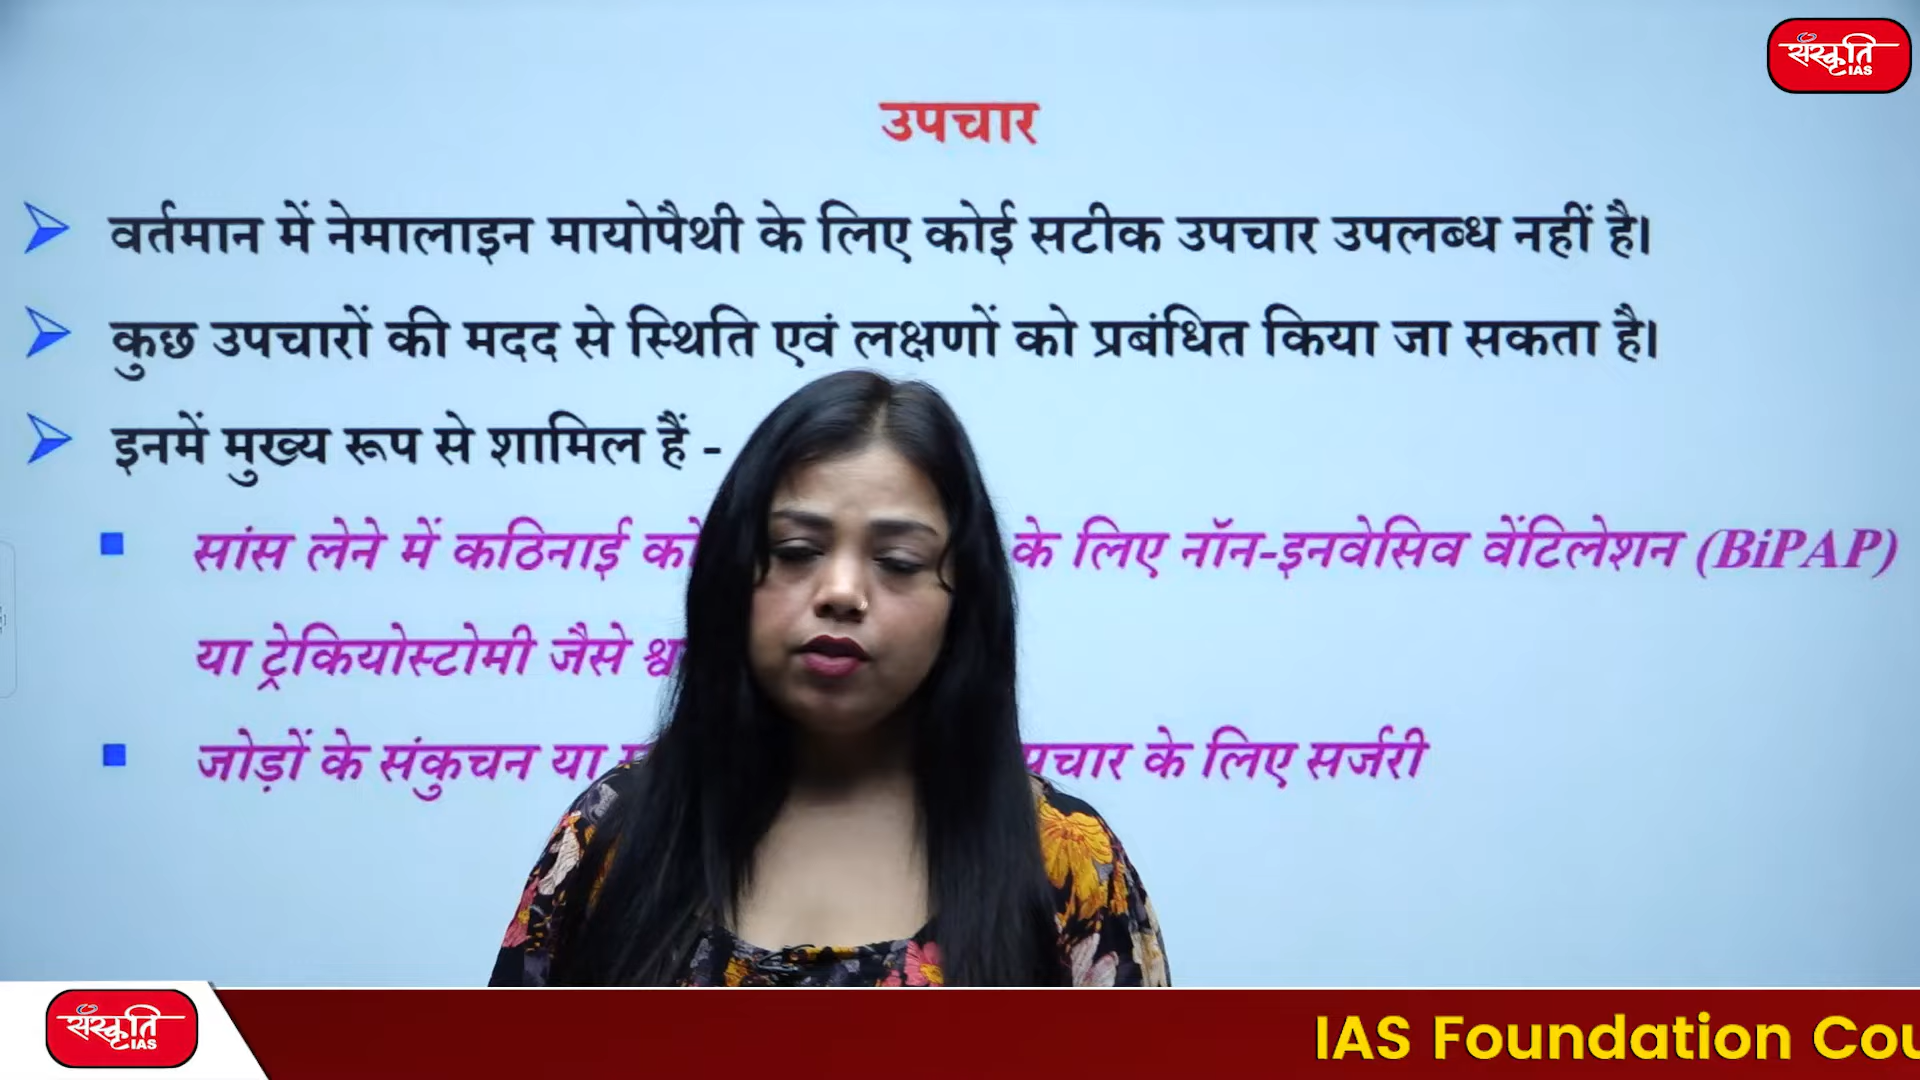 संस्कृति
IAS
उपचार
वर्तमान में नेमालाइन मायोपैथी के लिए कोई सटीक उपचार उपलब्ध नहीं है।
कुछ उपचारों की मदद से स्थिति एवं लक्षणों को प्रबंधित किया जा सकता है।
इनमें मुख्य रूप से शामिल हैं -
सांस लेने में कठिनाई को के लिए नॉन-इनवेसिव वेंटिलेशन (BiPAP)
या ट्रेकियोस्टोमी जैसे
जोड़ों के संकुचन या के लिए सर्जरी
संस्कृति
IAS
IAS Foundation